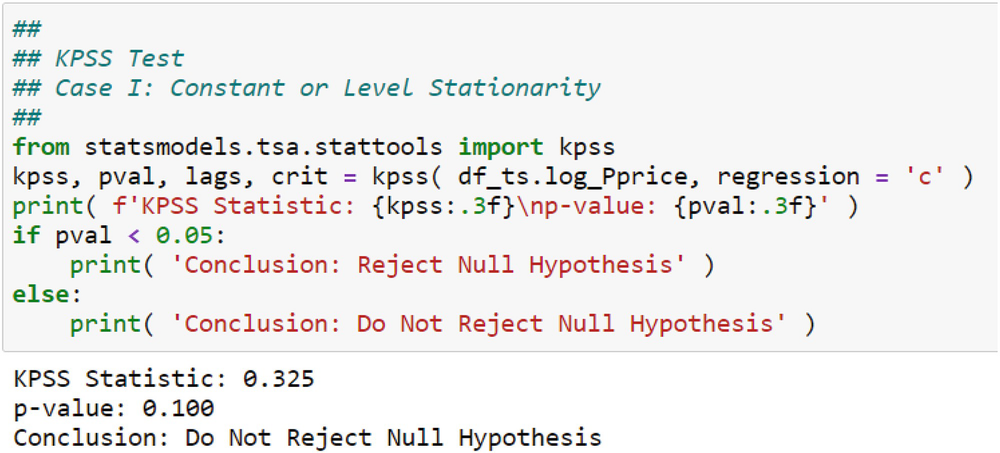 ##
## KPSS Test
## Case I: Constant or Level Stationarity
##
from statsmodels.tsa.stattools import kpss
kpss, pval, lags, crit = kpss( df_ts.log_Pprice, regression = 'c' )
print( f'KPSS Statistic: {kpss:.3f}\np-value: {pval:.3f}' )
if pval < 0.05:
    print( 'Conclusion: Reject Null Hypothesis' )
else:
    print( 'Conclusion: Do Not Reject Null Hypothesis' )
KPSS Statistic: 0.325
p-value: 0.100
Conclusion: Do Not Reject Null Hypothesis